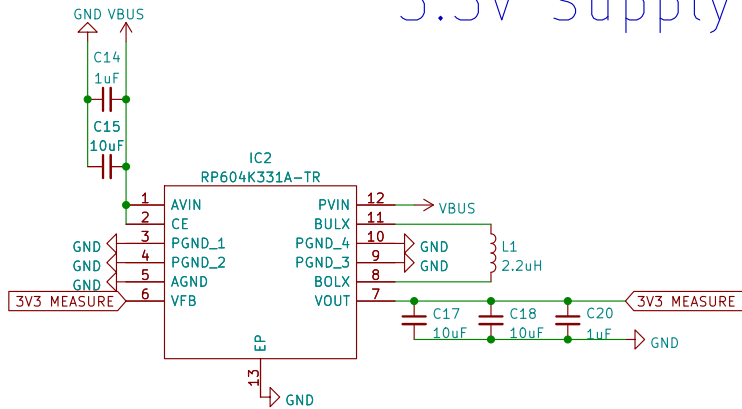 3.3V Supply
GND VBUS
C14
1uF
C15
10uF
IC2
RP604K331A-TR
1 AVIN
2 CE
3 PGND_1
4 PGND_2
5 AGND
6 VFB
12 PVIN
11 BULX
10 PGND_4
9 PGND_3
8 BOLX
7 VOUT
13 EP
GND
GND
GND
3V3 MEASURE
VBUS
GND
GND
L1
2.2uH
C17
10uF
C18
10uF
C20
1uF
3V3 MEASURE
GND
GND